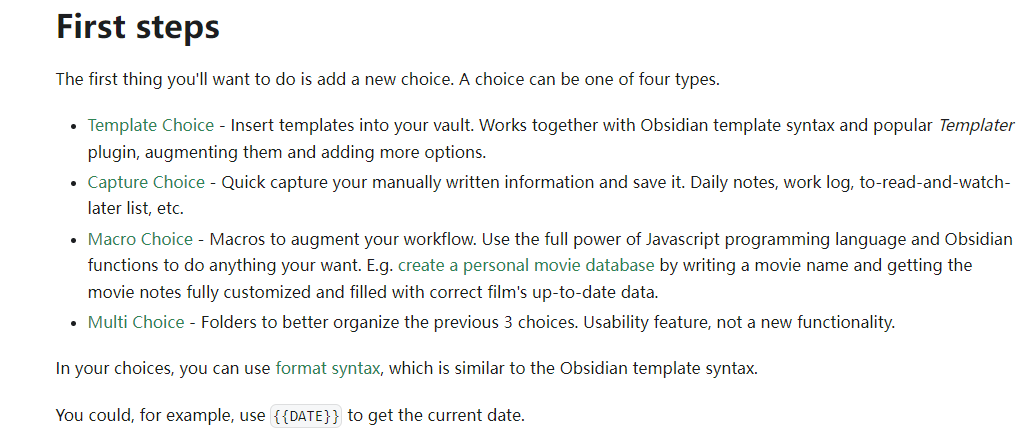 First steps
The first thing you'll want to do is add a new choice. A choice can be one of four types.
• Template Choice - Insert templates into your vault. Works together with Obsidian template syntax and popular Templater
plugin, augmenting them and adding more options.
• Capture Choice - Quick capture your manually written information and save it. Daily notes, work log, to-read-and-watch-
later list, etc.
• Macro Choice - Macros to augment your workflow. Use the full power of Javascript programming language and Obsidian
functions to do anything your want. E.g. create a personal movie database by writing a movie name and getting the
movie notes fully customized and filled with correct film's up-to-date data.
• Multi Choice - Folders to better organize the previous 3 choices. Usability feature, not a new functionality.
In your choices, you can use format syntax, which is similar to the Obsidian template syntax.
You could, for example, use {{DATE}} to get the current date.